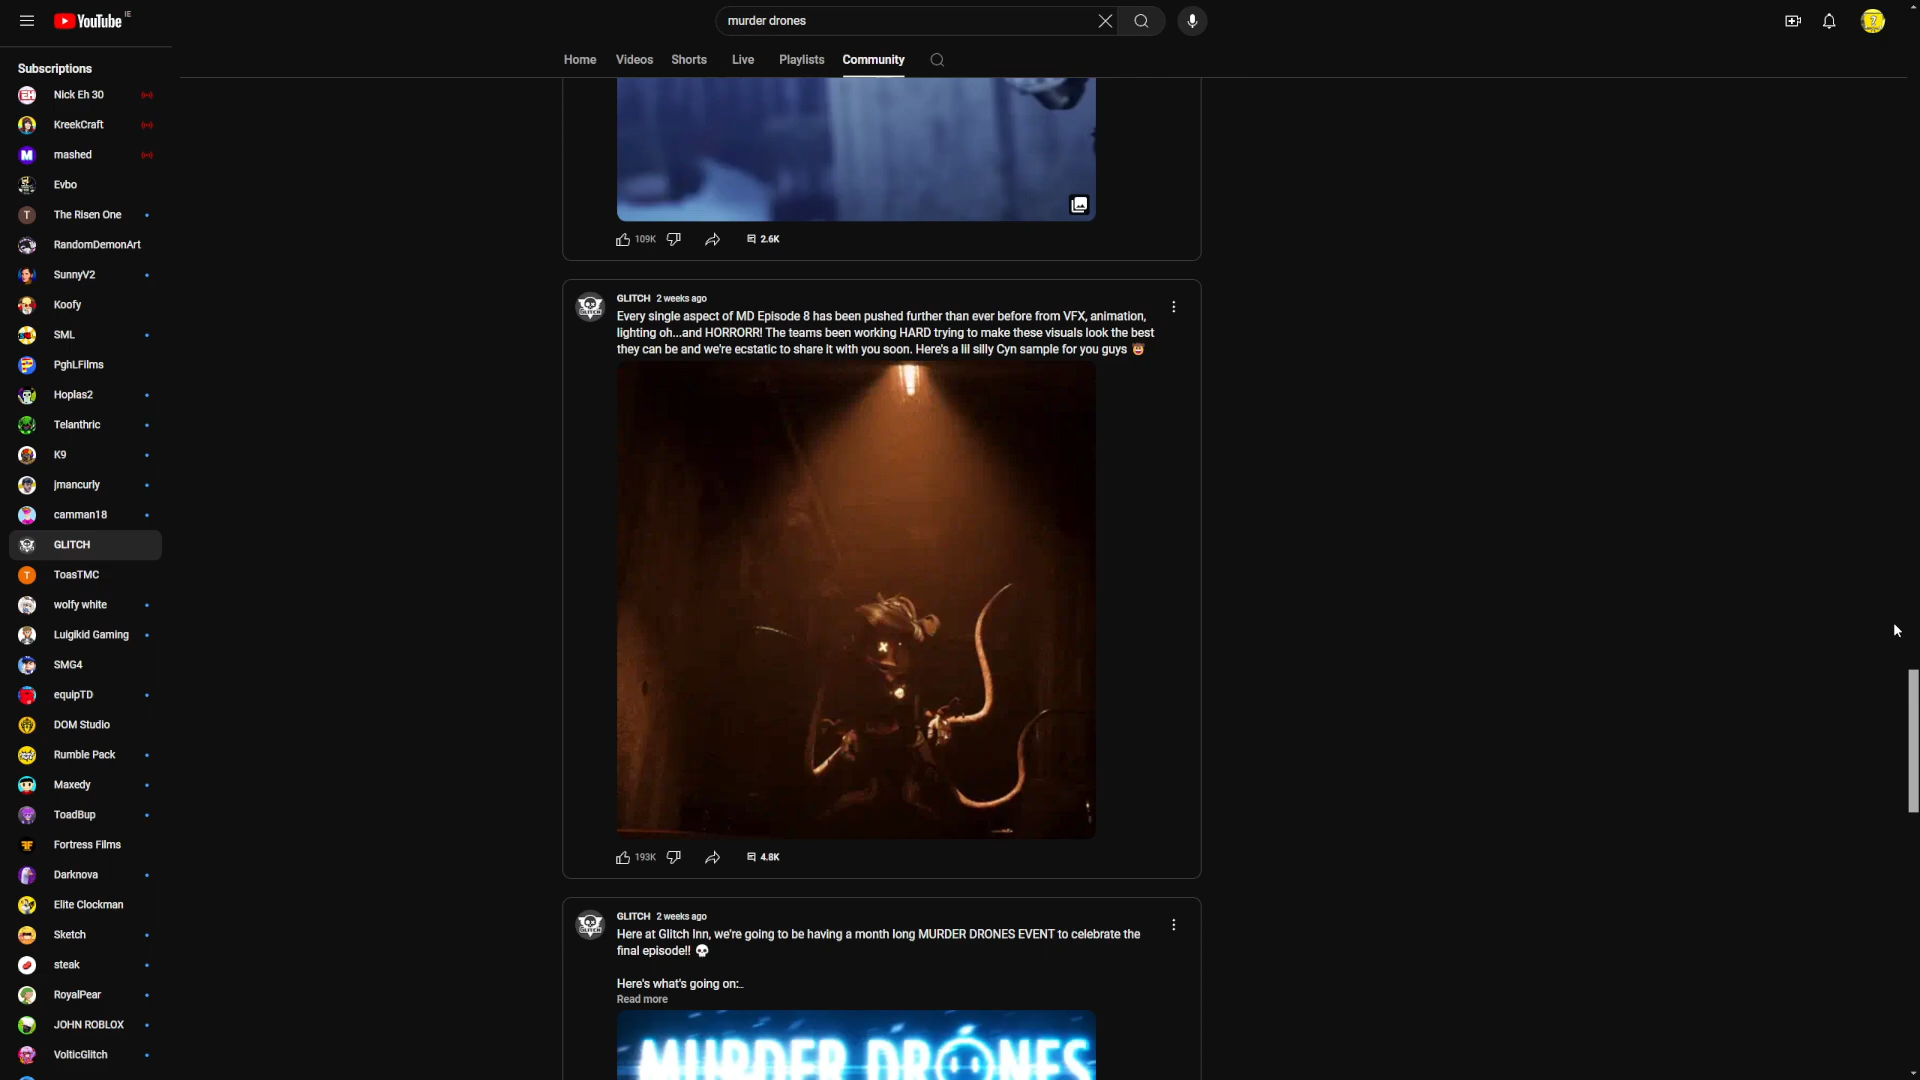 YouTube IE
murder drones
Home Videos Shorts Live Playlists Community
Subscriptions
Nick Eh 30
KreekCraft
mashed
Evbo
The Risen One
RandomDemonArt
SunnyV2
Koofy
SML
PghLFilms
Hoplas2
Telanthric
K9
jmancurly
camman18
GLITCH
ToasTMC
wolfy white
Luigikid Gaming
SMG4
equipTD
DOM Studio
Rumble Pack
Maxedy
ToadBup
Fortress Films
Darknova
Elite Clockman
Sketch
steak
RoyalPear
JOHN ROBLOX
VolticGlitch
109K 2.6K
GLITCH 2 weeks ago
Every single aspect of MD Episode 8 has been pushed further than ever before from VFX, animation,
lighting oh...and HORRORR! The teams been working HARD trying to make these visuals look the best
they can be and we're ecstatic to share it with you soon. Here's a lil silly Cyn sample for you guys
193K 4.8K
GLITCH 2 weeks ago
Here at Glitch Inn, we're going to be having a month long MURDER DRONES EVENT to celebrate the
final episode!! 💀
Here's what's going on:...
Read more
MURDER DRONES